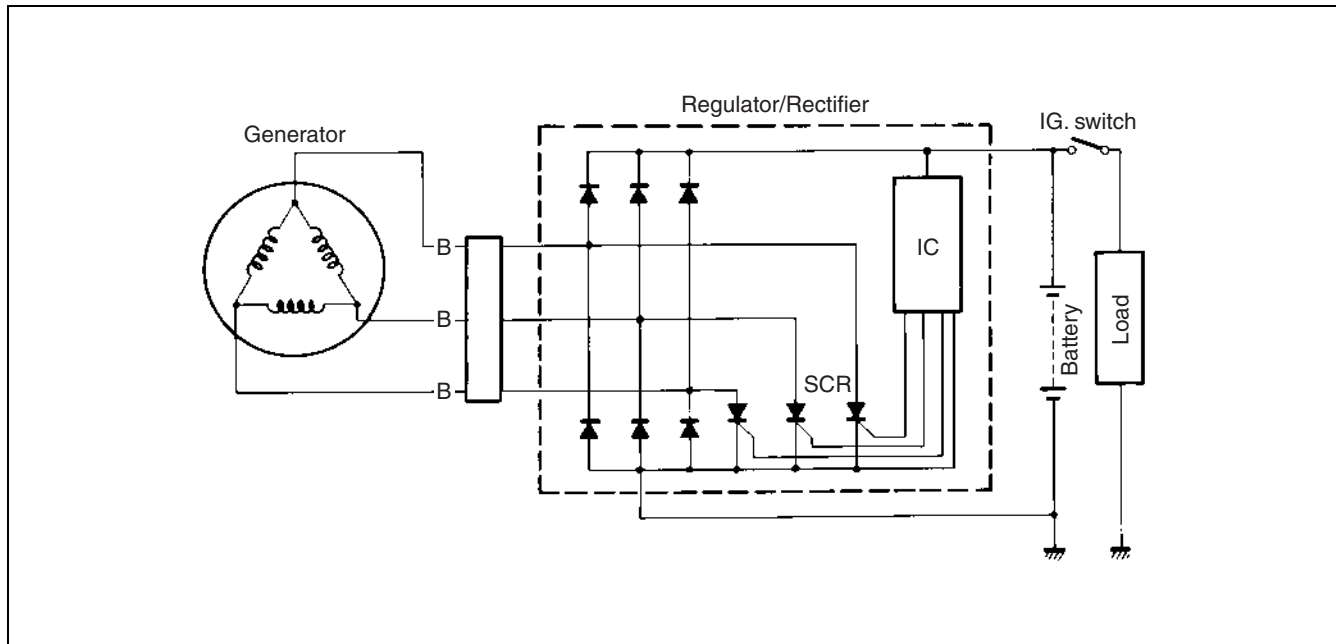 Regulator/Rectifier
Generator
IG. switch
B
IC
B
Battery
Load
SCR
B